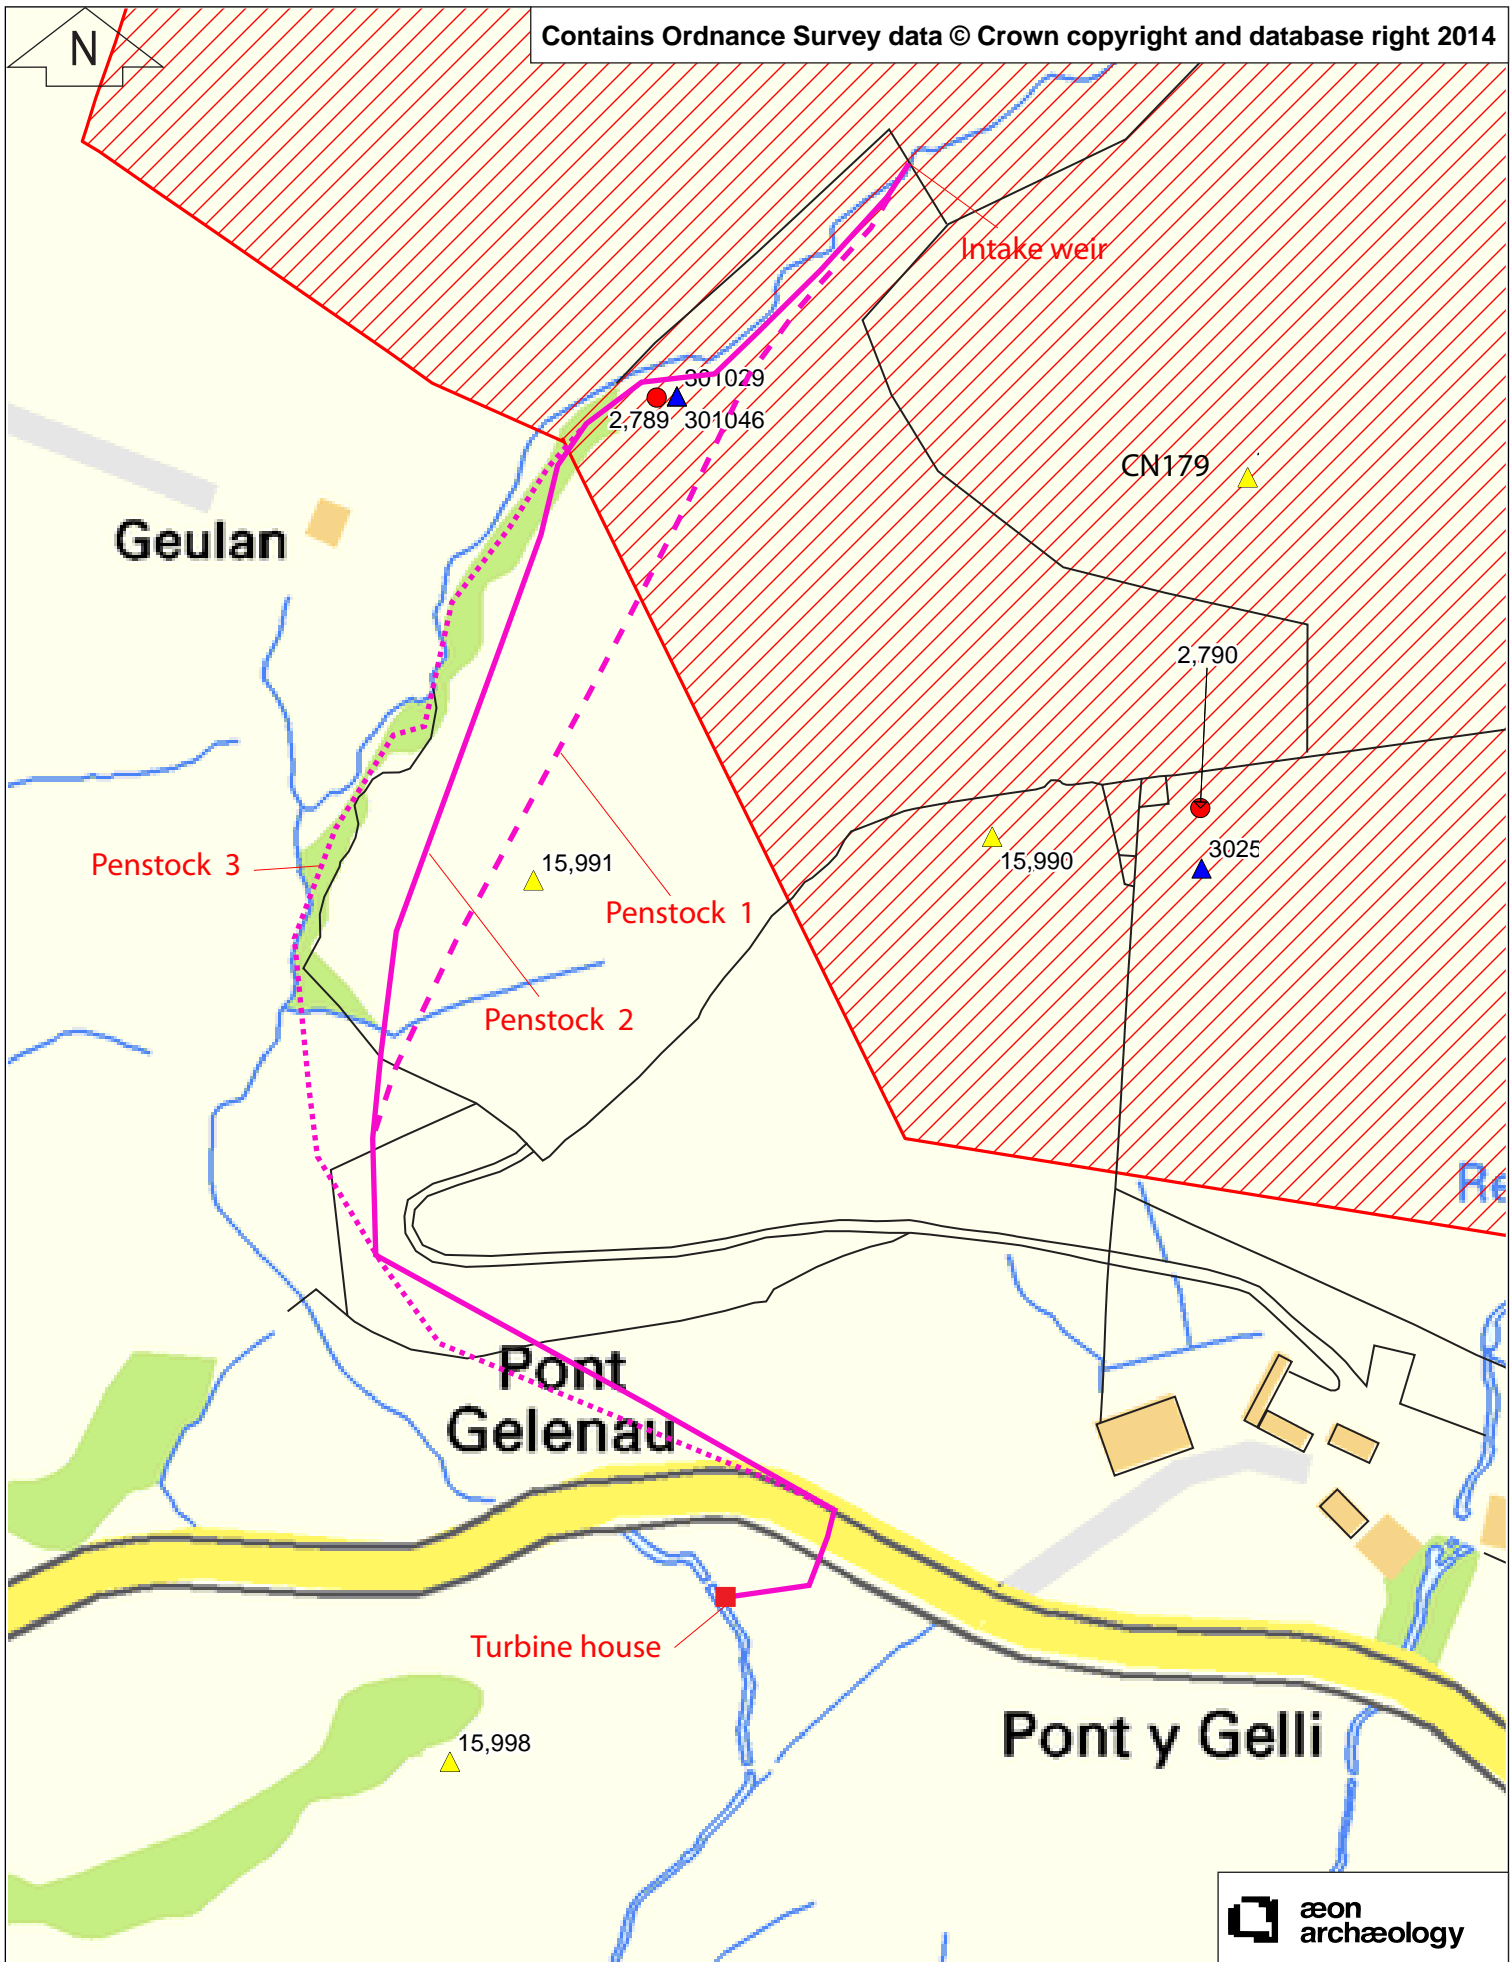 N
Contains Ordnance Survey data © Crown copyright and database right 2014
Intake weir
301029
2,789
301046
CN179
Geulan
2,790
3025
15,991
15,990
Penstock 3
Penstock 1
Penstock 2
Re
Pont
Gelenau
Turbine house
Pont y Gelli
15,998
æon
archæology